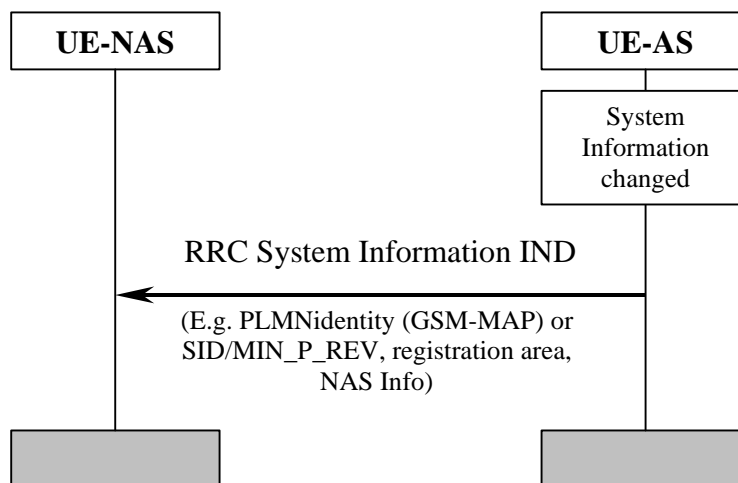 UE-NAS
UE-AS
System
Information
changed
RRC System Information IND
(E.g. PLMNidentity (GSM-MAP) or
SID/MIN_P_REV, registration area,
NAS Info)